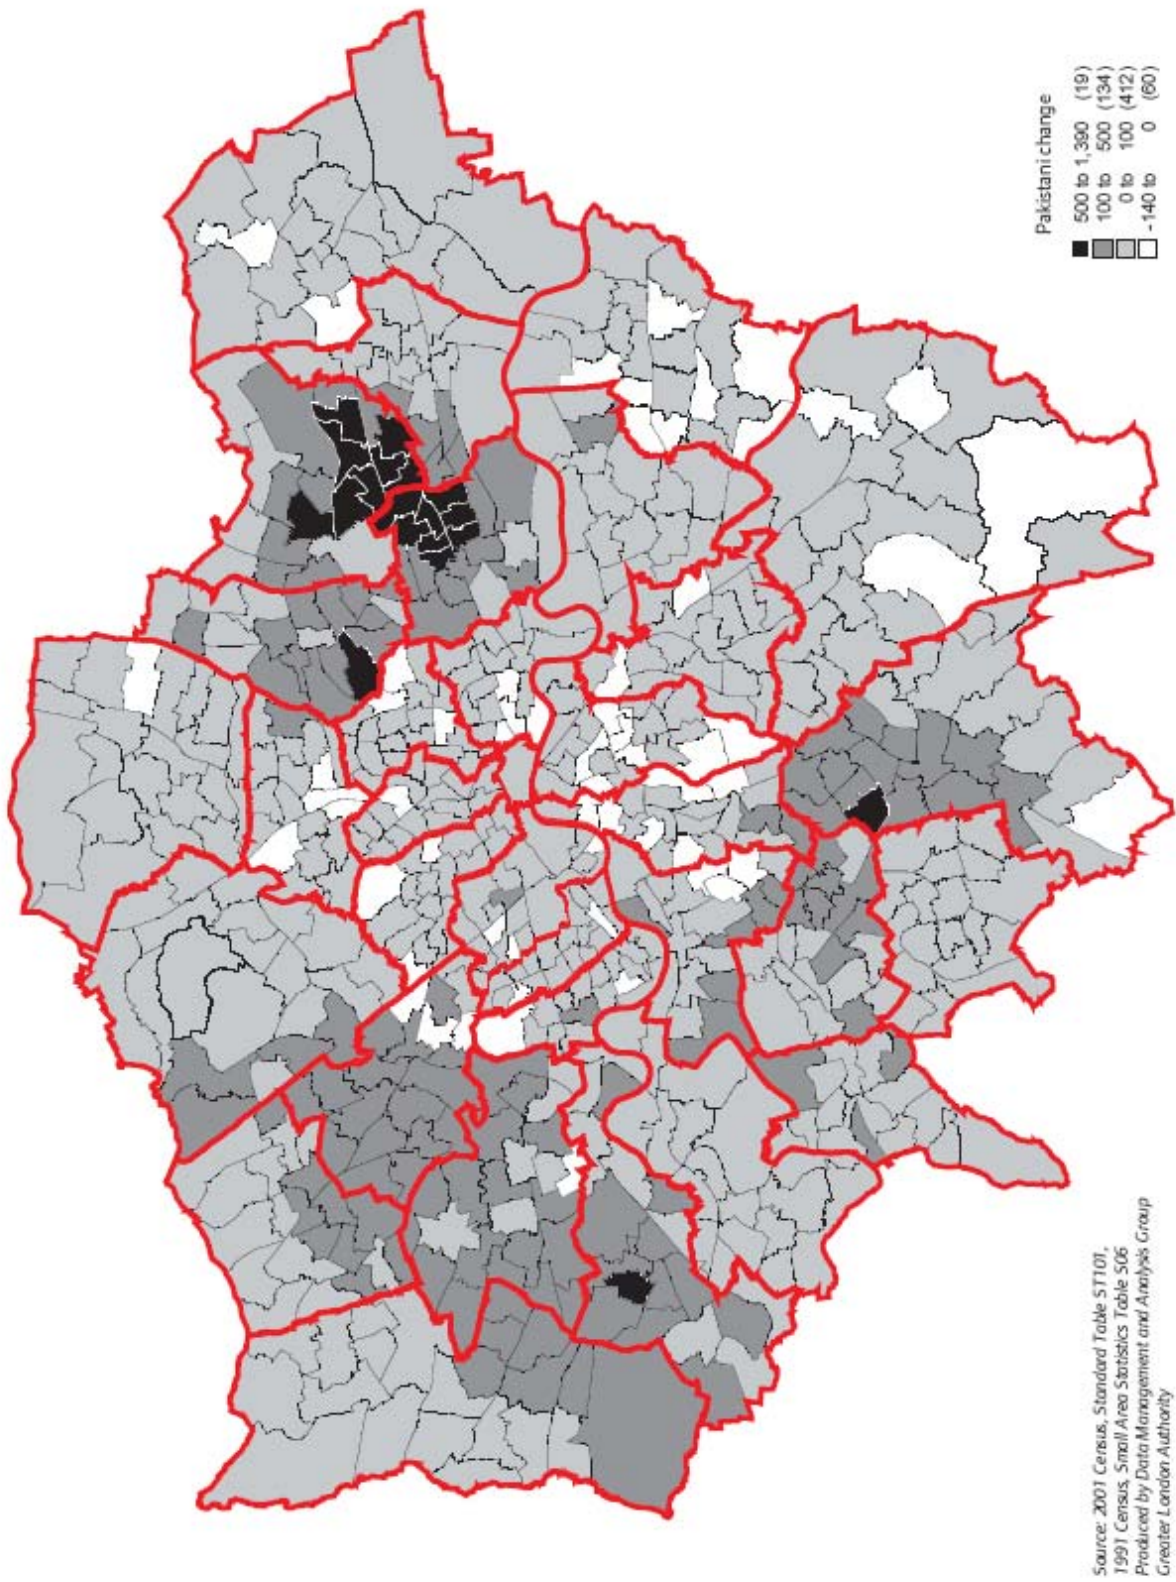 Pakistani change
500 to 1,390 (19)
100 to 500 (134)
0 to 100 (412)
-140 to 0 (60)
Source: 2001 Census, Standard Table ST101,
1991 Census, Small Area Statistics Table S06
Produced by Data Management and Analysis Group
Greater London Authority